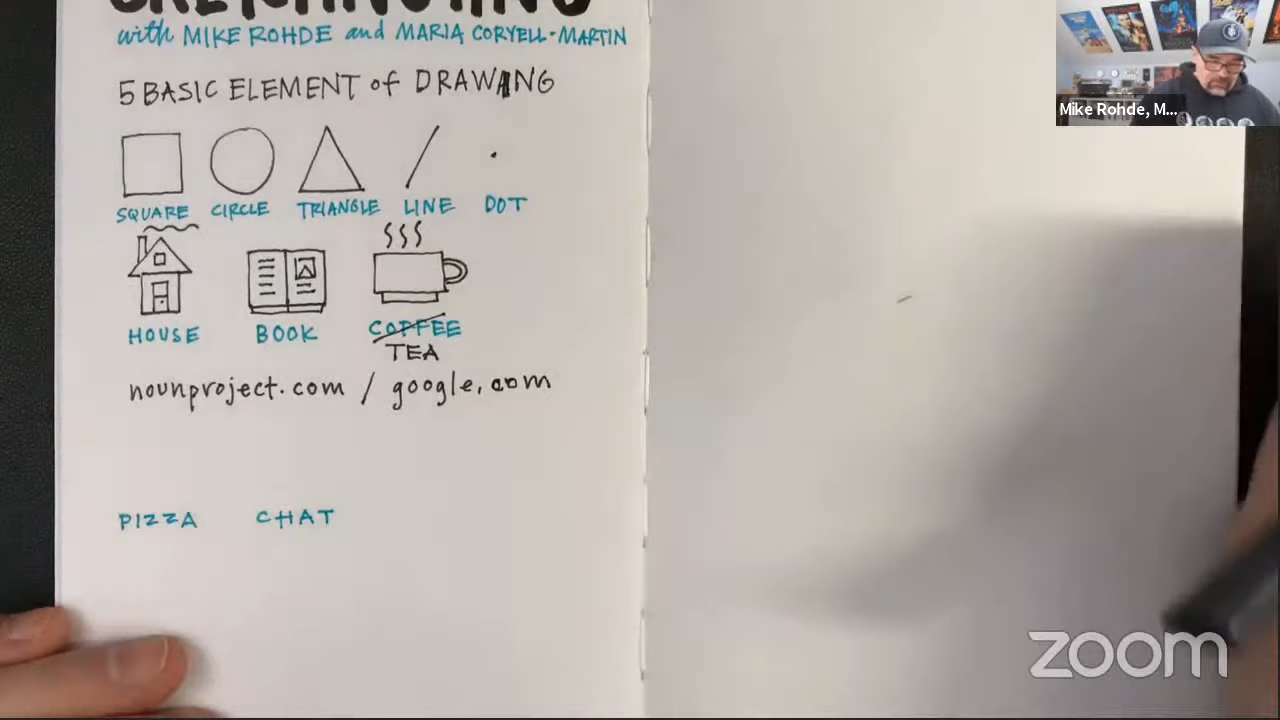 SKETCHNOTING
with MIKE ROHDE and MARIA CORYELL-MARTIN
5 BASIC ELEMENT of DRAWING
SQUARE CIRCLE TRIANGLE LINE DOT
HOUSE BOOK COFFEE
TEA
nounproject.com / google.com
PIZZA CHAT
Mike Rohde, M...
zoom